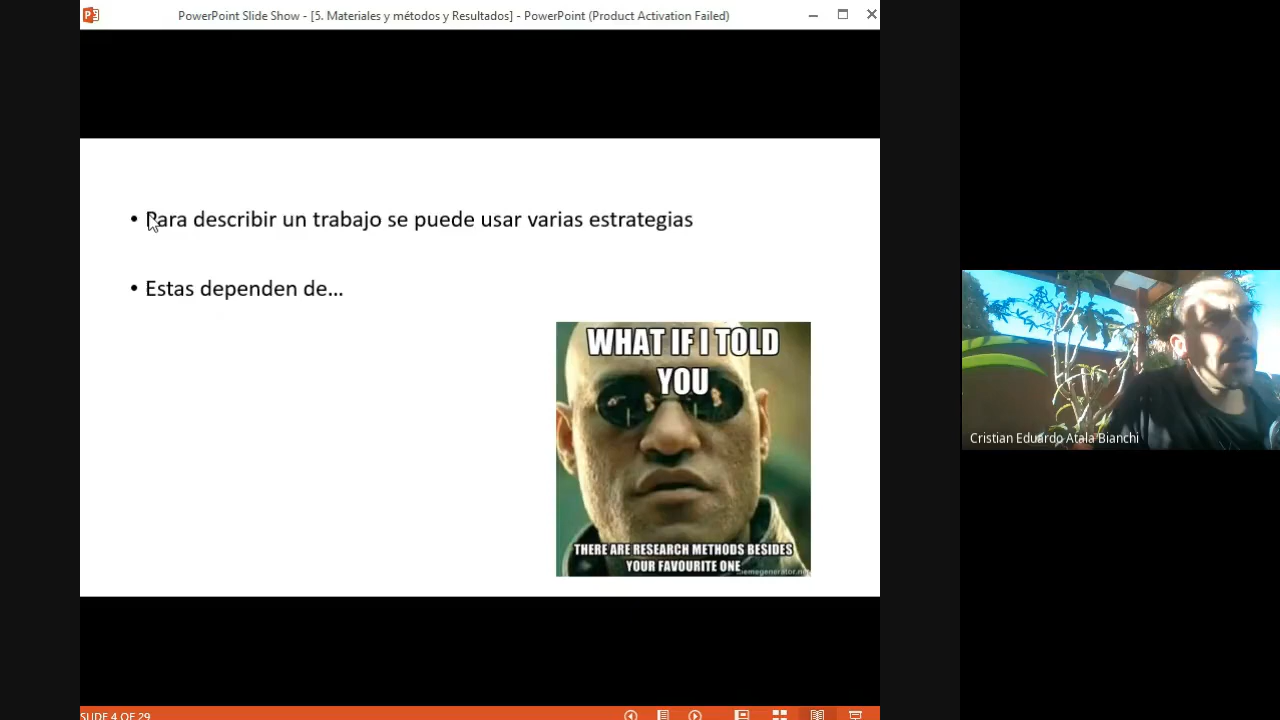 PowerPoint Slide Show - [5. Materiales y métodos y Resultados] - PowerPoint (Product Activation Failed)
• Para describir un trabajo se puede usar varias estrategias
• Estas dependen de...
WHAT IF I TOLD
YOU
THERE ARE RESEARCH METHODS BESIDES
YOUR FAVOURITE ONE
memegenerator.net
Cristian Eduardo Atala Bianchi
SLIDE 4 OF 29